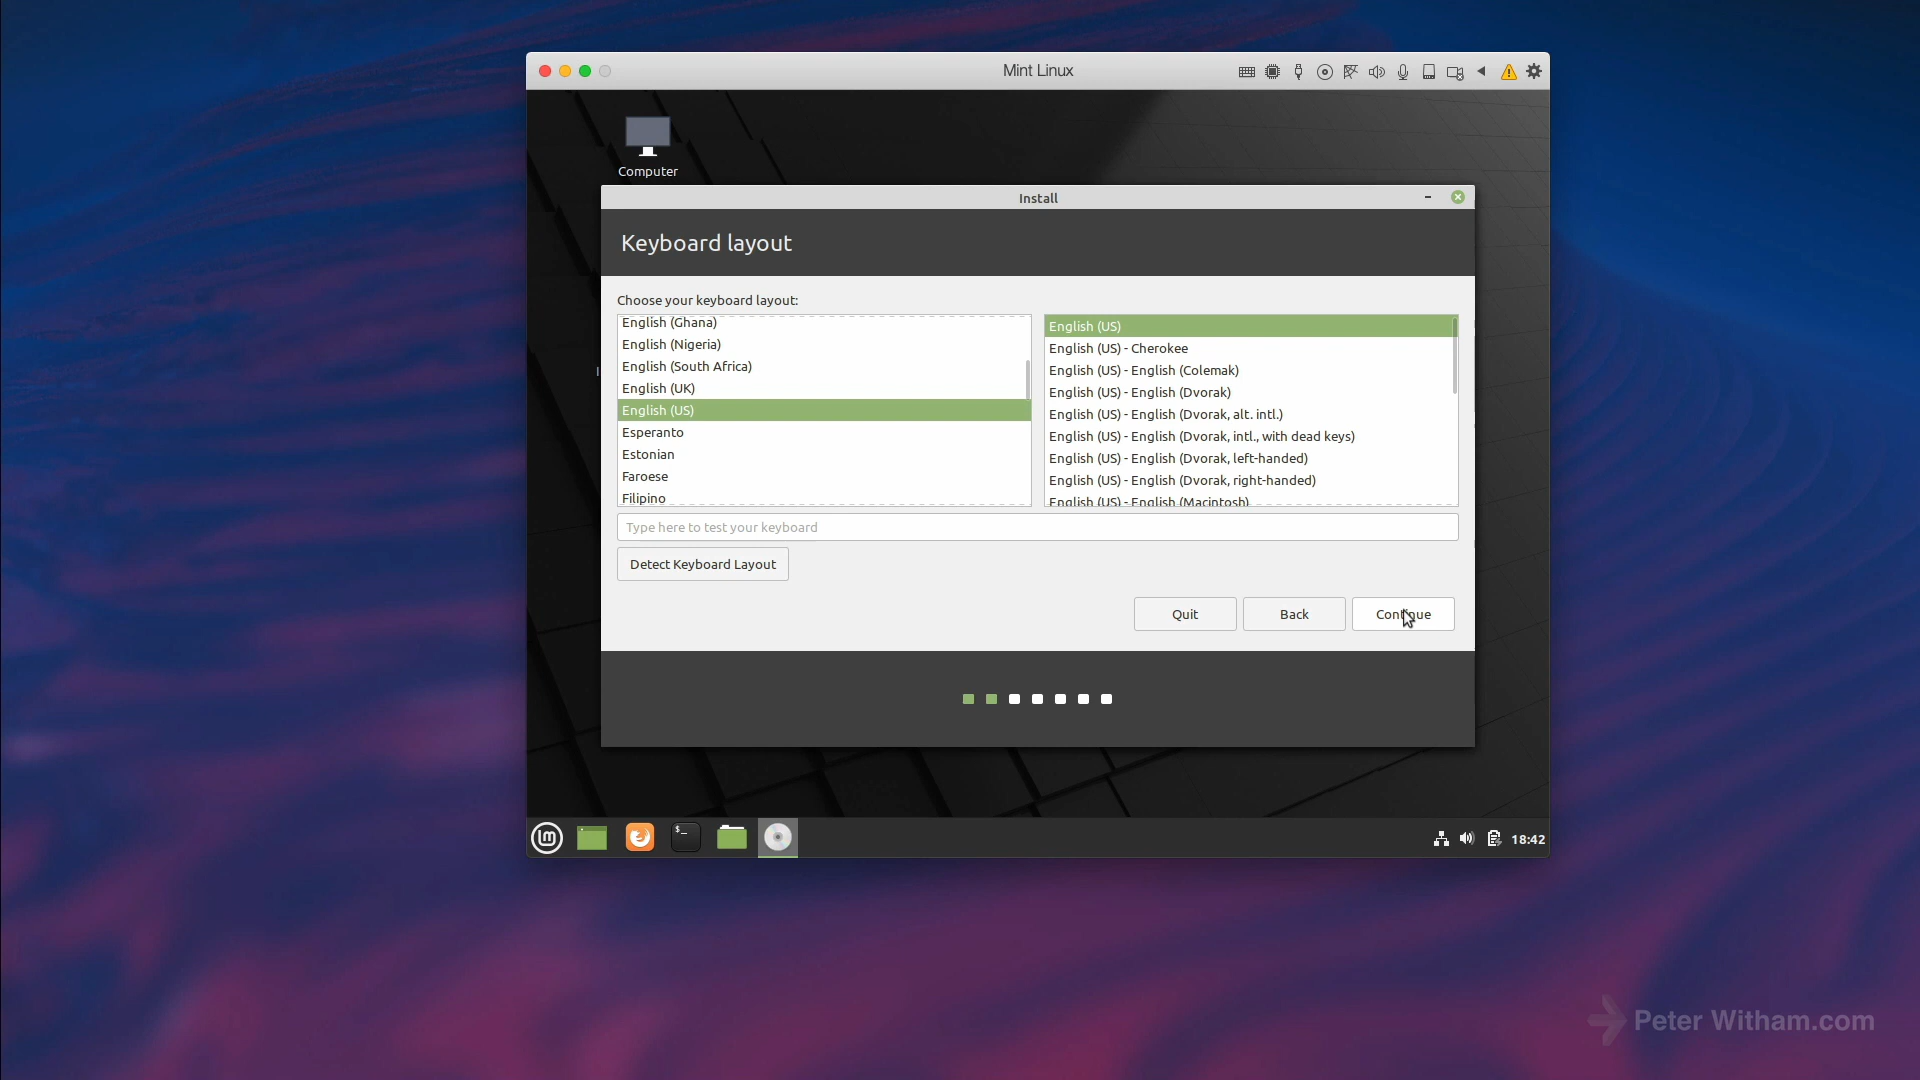 Mint Linux
Computer
Install
Keyboard layout
Choose your keyboard layout:
English (Ghana)
English (Nigeria)
English (South Africa)
English (UK)
English (US)
Esperanto
Estonian
Faroese
Filipino
English (US)
English (US) - Cherokee
English (US) - English (Colemak)
English (US) - English (Dvorak)
English (US) - English (Dvorak, alt. intl.)
English (US) - English (Dvorak, intl., with dead keys)
English (US) - English (Dvorak, left-handed)
English (US) - English (Dvorak, right-handed)
English (US) - English (Macintosh)
Type here to test your keyboard
Detect Keyboard Layout
Quit
Back
Continue
lm
$_
18:42
Peter Witham.com